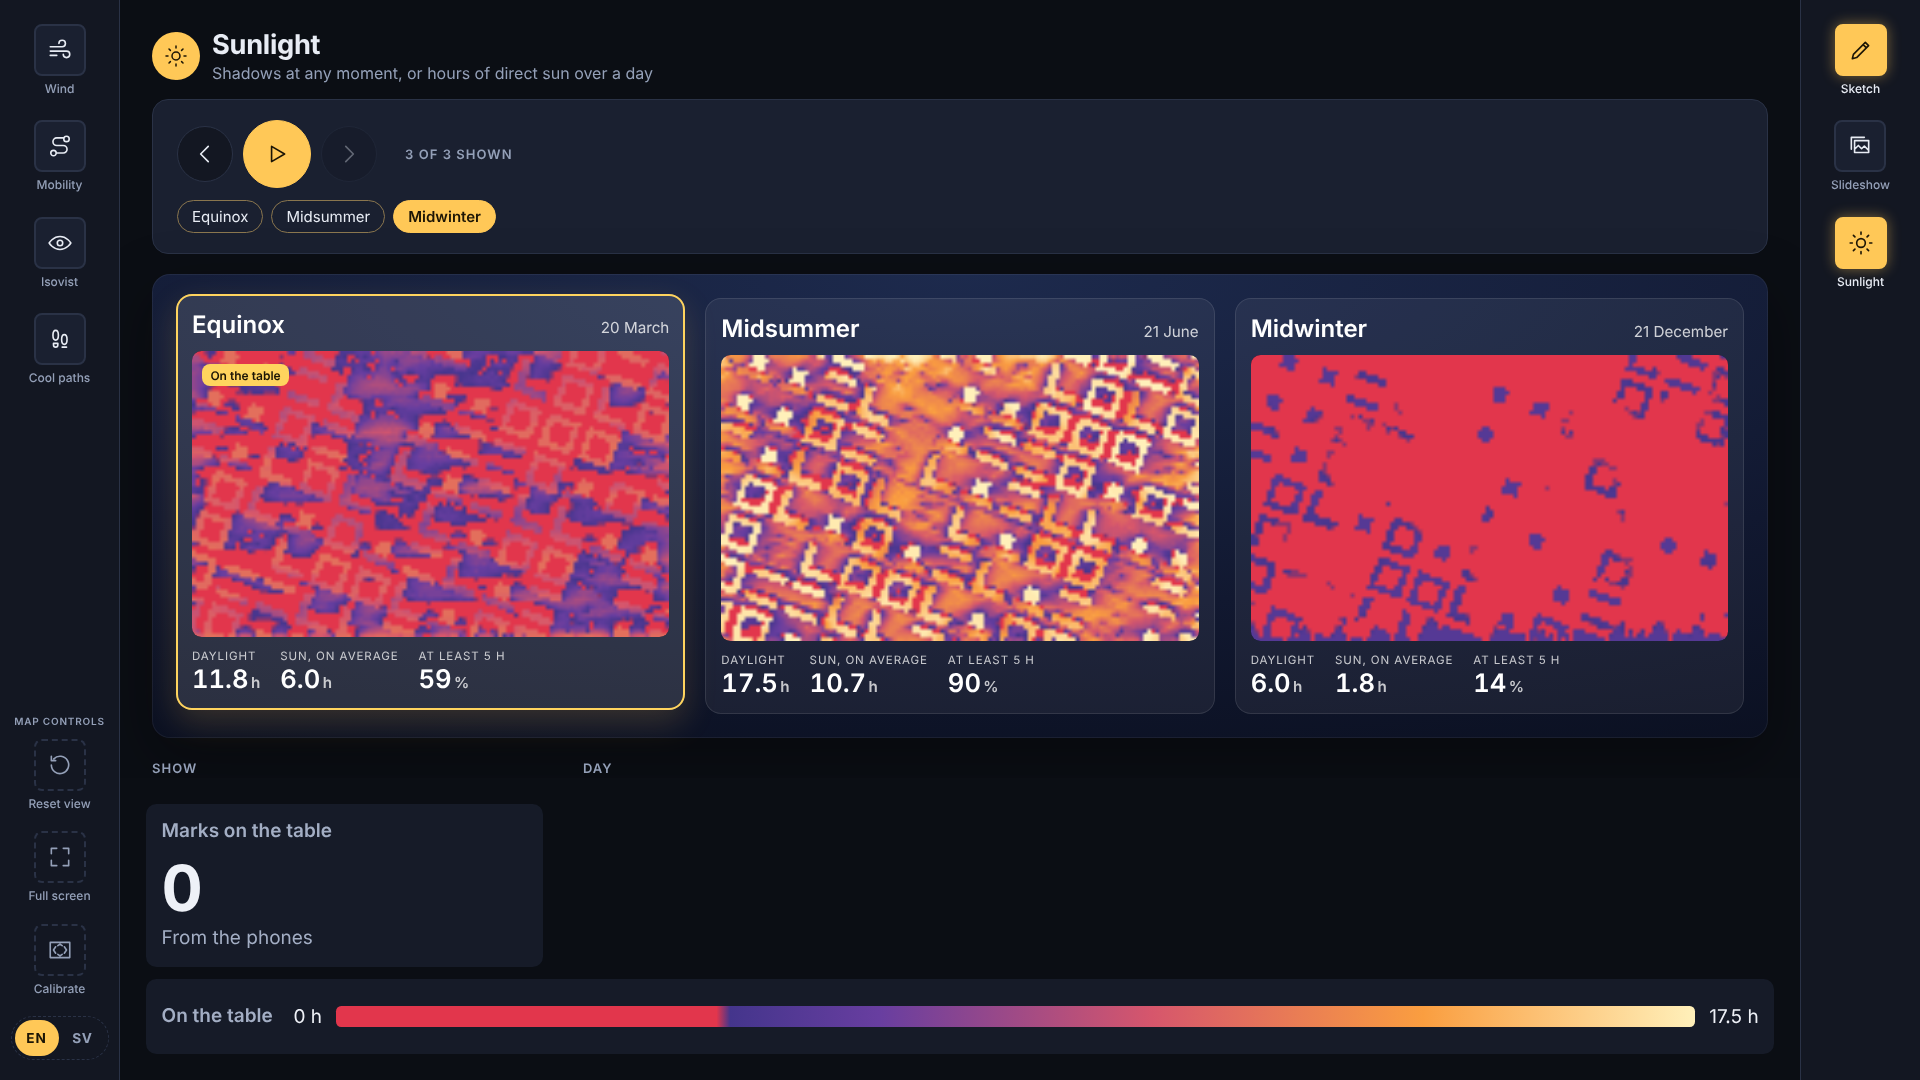 Wind
Mobility
Isovist
Cool paths
MAP CONTROLS
Reset view
Full screen
Calibrate
EN SV
Sunlight
Shadows at any moment, or hours of direct sun over a day
3 OF 3 SHOWN
Equinox Midsummer Midwinter
Equinox 20 March
On the table
DAYLIGHT SUN, ON AVERAGE AT LEAST 5 H
11.8 h 6.0 h 59 %
Midsummer 21 June
DAYLIGHT SUN, ON AVERAGE AT LEAST 5 H
17.5 h 10.7 h 90 %
Midwinter 21 December
DAYLIGHT SUN, ON AVERAGE AT LEAST 5 H
6.0 h 1.8 h 14 %
SHOW DAY
Marks on the table
0
From the phones
On the table 0 h 17.5 h
Sketch
Slideshow
Sunlight